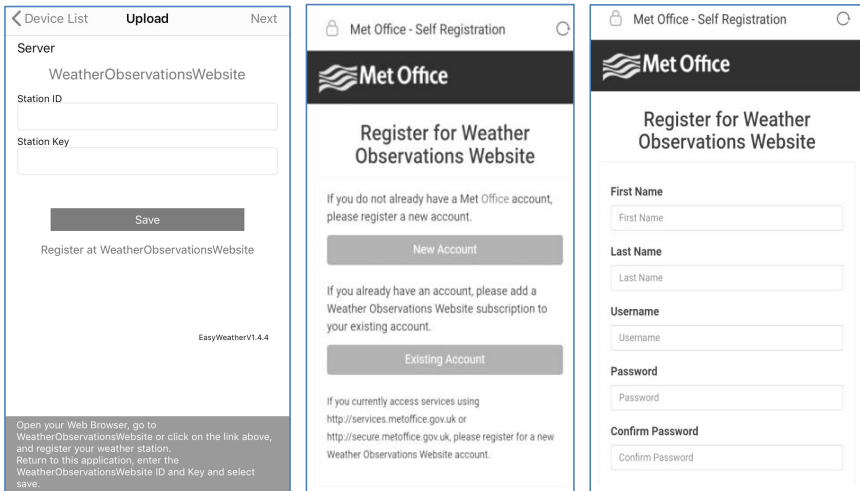 Device List Upload Next
Server
WeatherObservationsWebsite
Station ID
Station Key
Save
Register at WeatherObservationsWebsite
EasyWeatherV1.4.4
Open your Web Browser, go to
WeatherObservationsWebsite or click on the link above,
and register your weather station.
Return to this application, enter the
WeatherObservationsWebsite ID and Key and select
save.
Met Office - Self Registration
Met Office
Register for Weather
Observations Website
If you do not already have a Met Office account,
please register a new account.
New Account
If you already have an account, please add a
Weather Observations Website subscription to
your existing account.
Existing Account
If you currently access services using
http://services.metoffice.gov.uk or
http://secure.metoffice.gov.uk, please register for a new
Weather Observations Website account.
Met Office - Self Registration
Met Office
Register for Weather
Observations Website
First Name
First Name
Last Name
Last Name
Username
Username
Password
Password
Confirm Password
Confirm Password